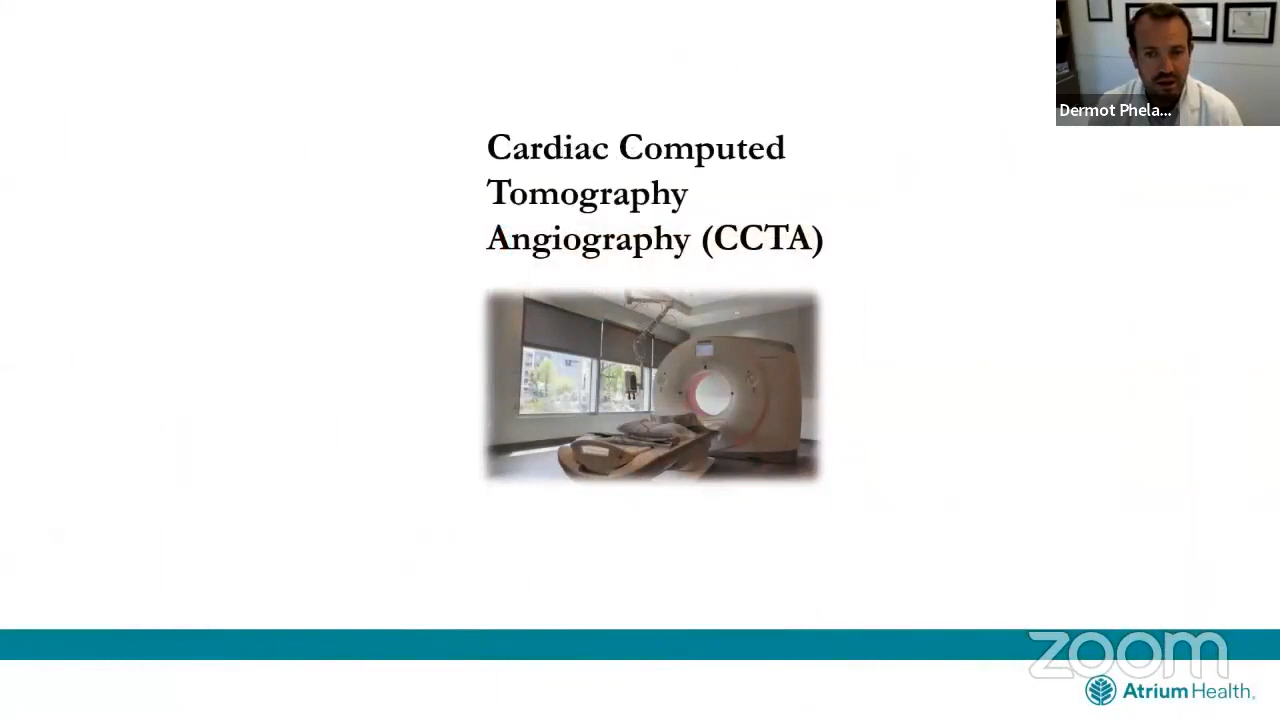 Dermot Phela...
Cardiac Computed
Tomography
Angiography (CCTA)
zoom
Atrium Health